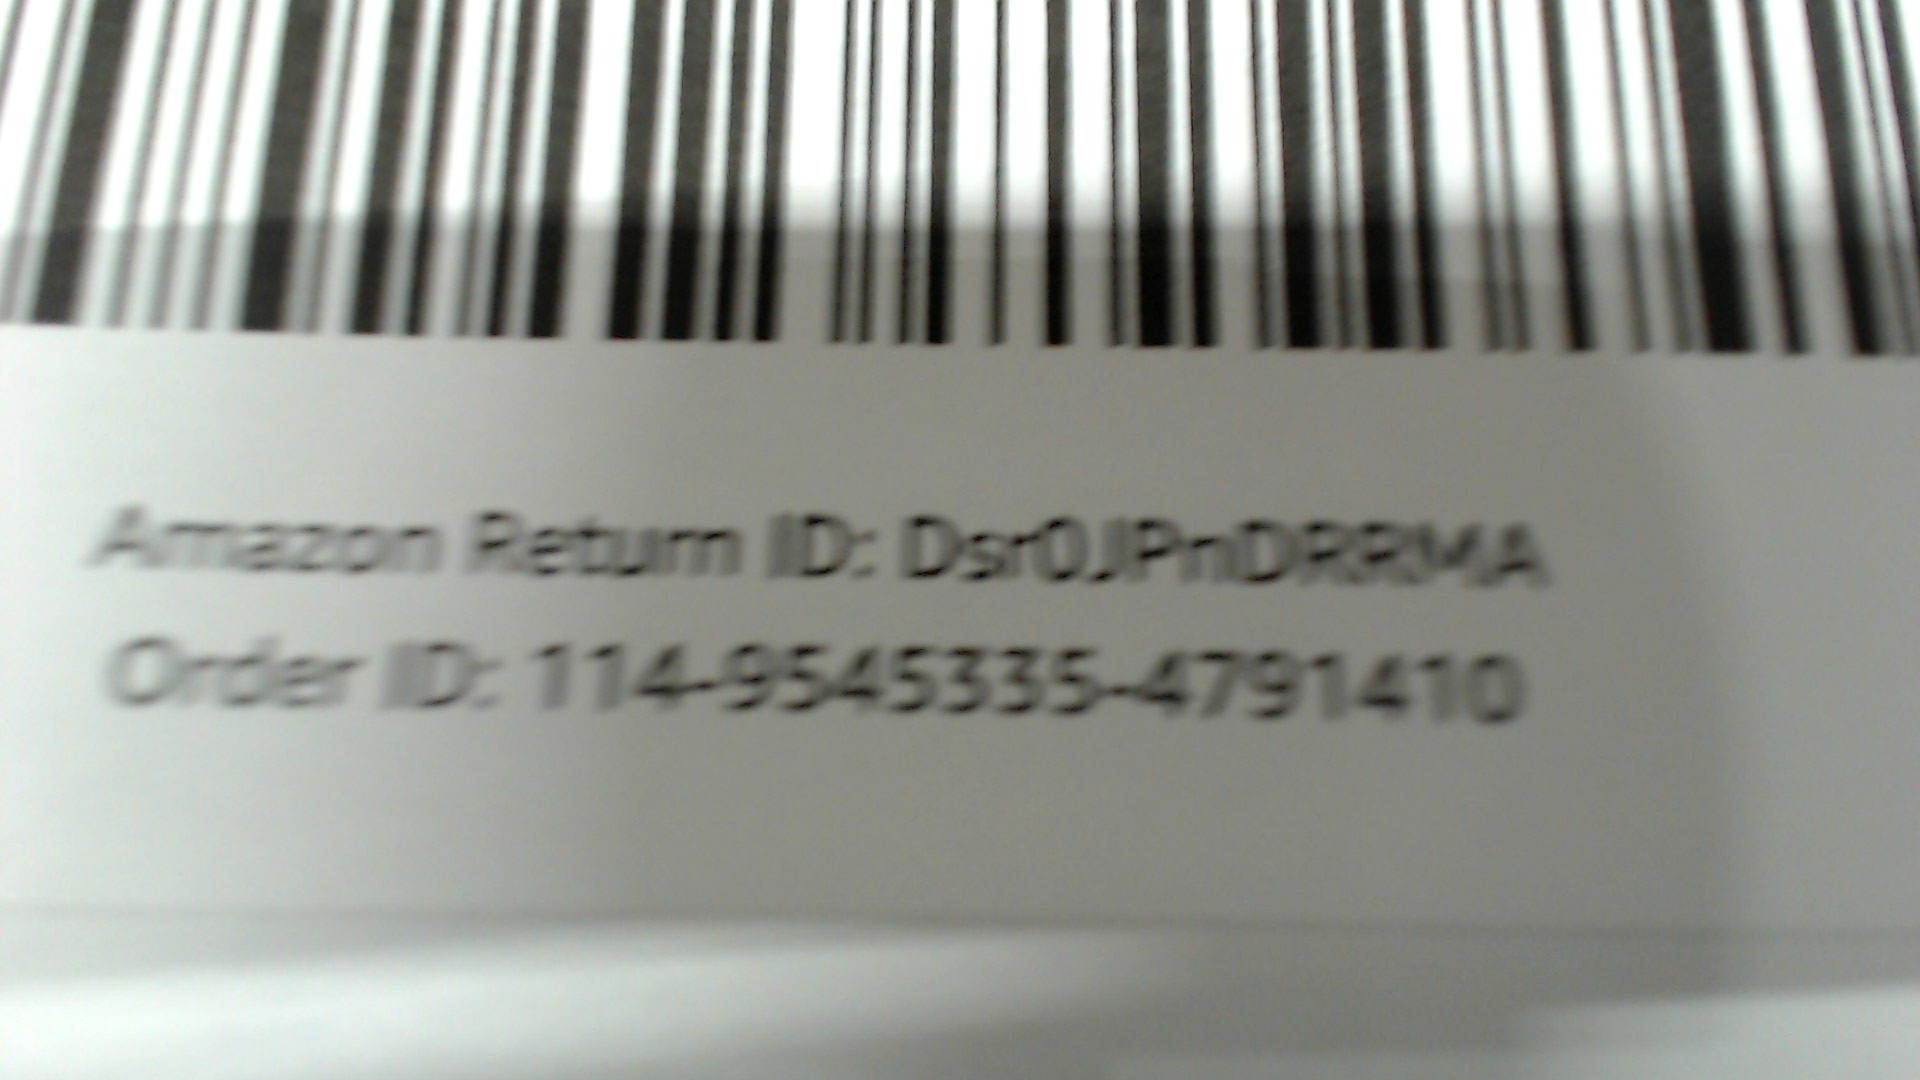 Amazon Return ID: Dsr0JPnDRRMA
Order ID: 114-9545335-4791410